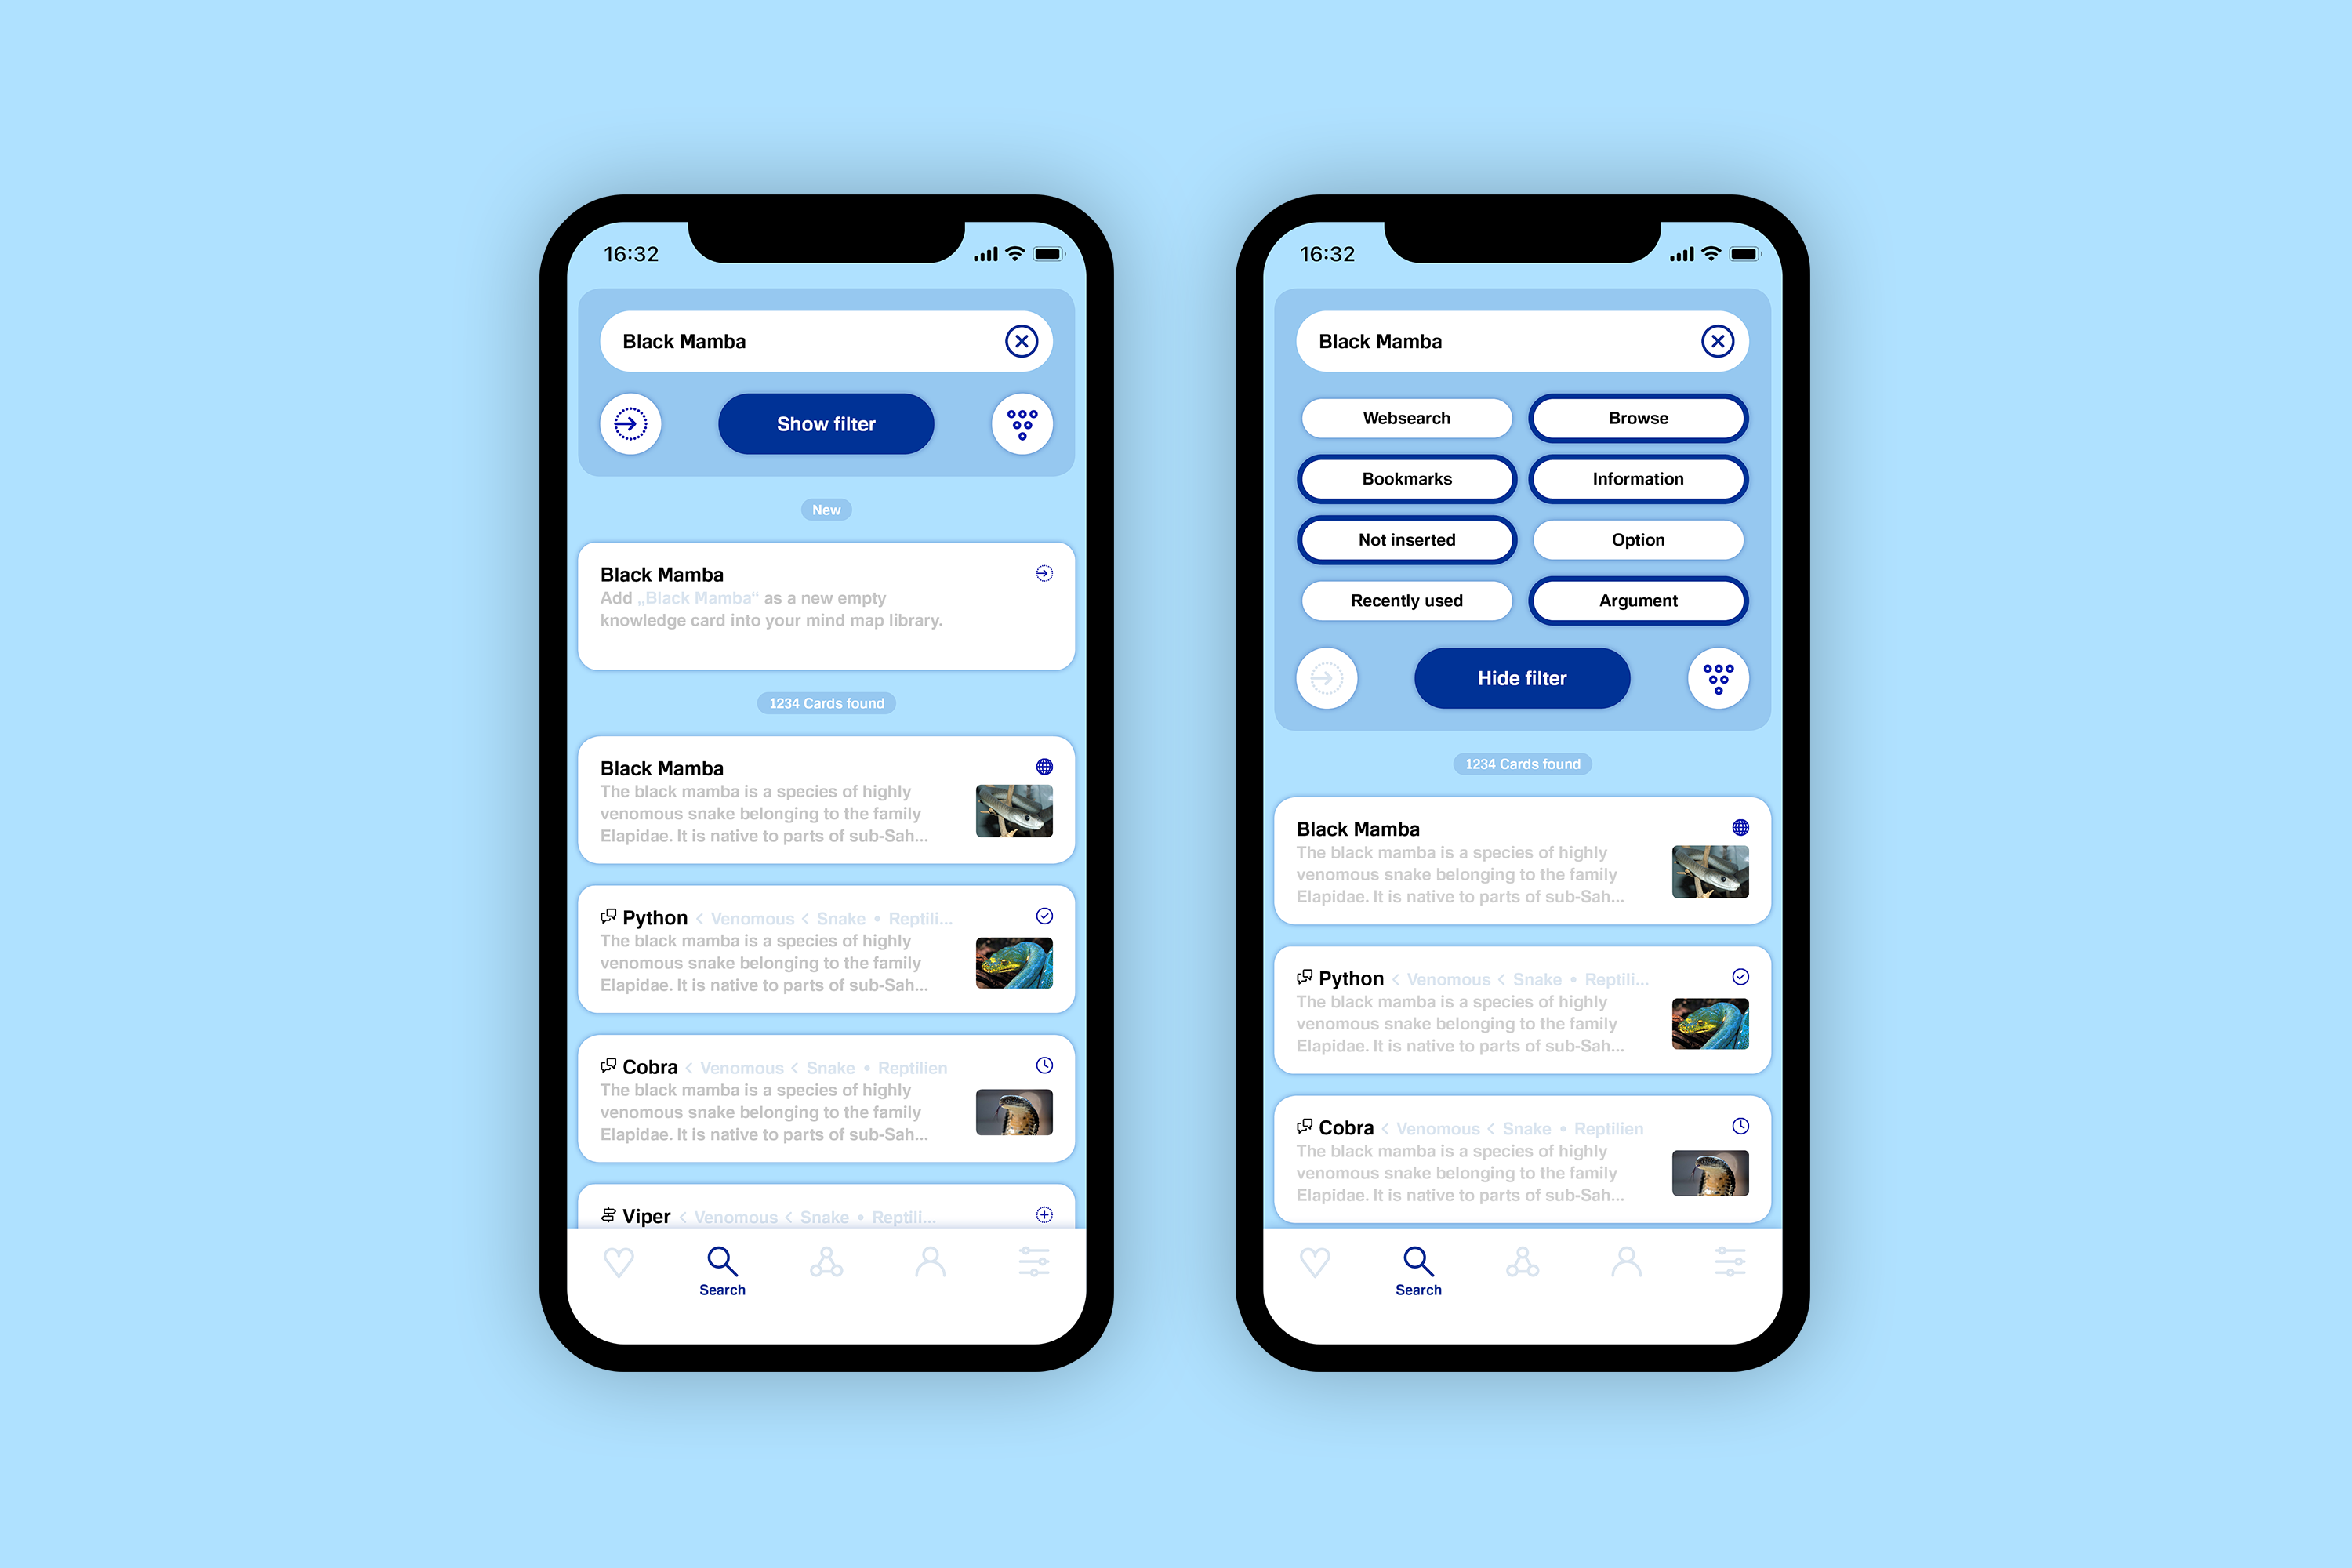 16:32
Black Mamba
Show filter
New
Black Mamba
Add „Black Mamba“ as a new empty
knowledge card into your mind map library.
1234 Cards found
Black Mamba
The black mamba is a species of highly
venomous snake belonging to the family
Elapidae. It is native to parts of sub-Sah...
Python < Venomous < Snake • Reptili...
The black mamba is a species of highly
venomous snake belonging to the family
Elapidae. It is native to parts of sub-Sah...
Cobra < Venomous < Snake • Reptilien
The black mamba is a species of highly
venomous snake belonging to the family
Elapidae. It is native to parts of sub-Sah...
Viper < Venomous < Snake • Reptili...
Search
16:32
Black Mamba
Websearch
Browse
Bookmarks
Information
Not inserted
Option
Recently used
Argument
Hide filter
1234 Cards found
Black Mamba
The black mamba is a species of highly
venomous snake belonging to the family
Elapidae. It is native to parts of sub-Sah...
Python < Venomous < Snake • Reptili...
The black mamba is a species of highly
venomous snake belonging to the family
Elapidae. It is native to parts of sub-Sah...
Cobra < Venomous < Snake • Reptilien
The black mamba is a species of highly
venomous snake belonging to the family
Elapidae. It is native to parts of sub-Sah...
Search